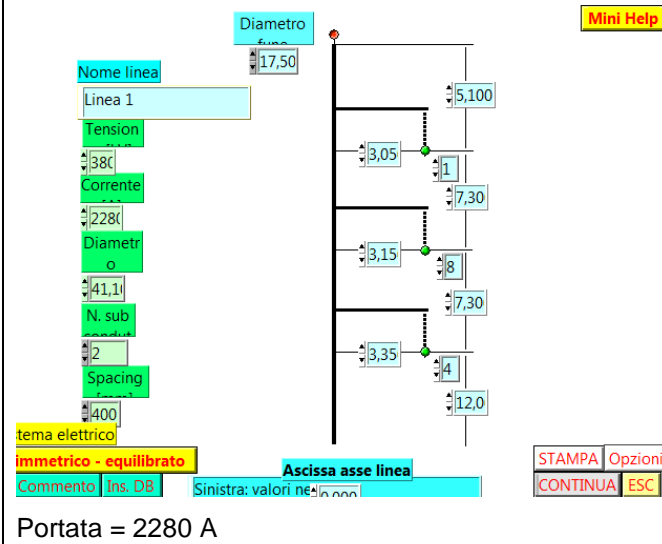 Diametro
Mini Help
17,50
Nome linea
Linea 1
5,100
Tension
380
3,05
1
Corrente
2280
7,30
Diametr
o
3,15
8
41,1
N. sub
7,30
2
Spacing
3,35
4
400
12,0
tema elettrico
immetrico - equilibrato
Ascissa asse linea
STAMPA Opzioni
Commento Ins. DB
Sinistra: valori ne
CONTINUA ESC
Portata = 2280 A